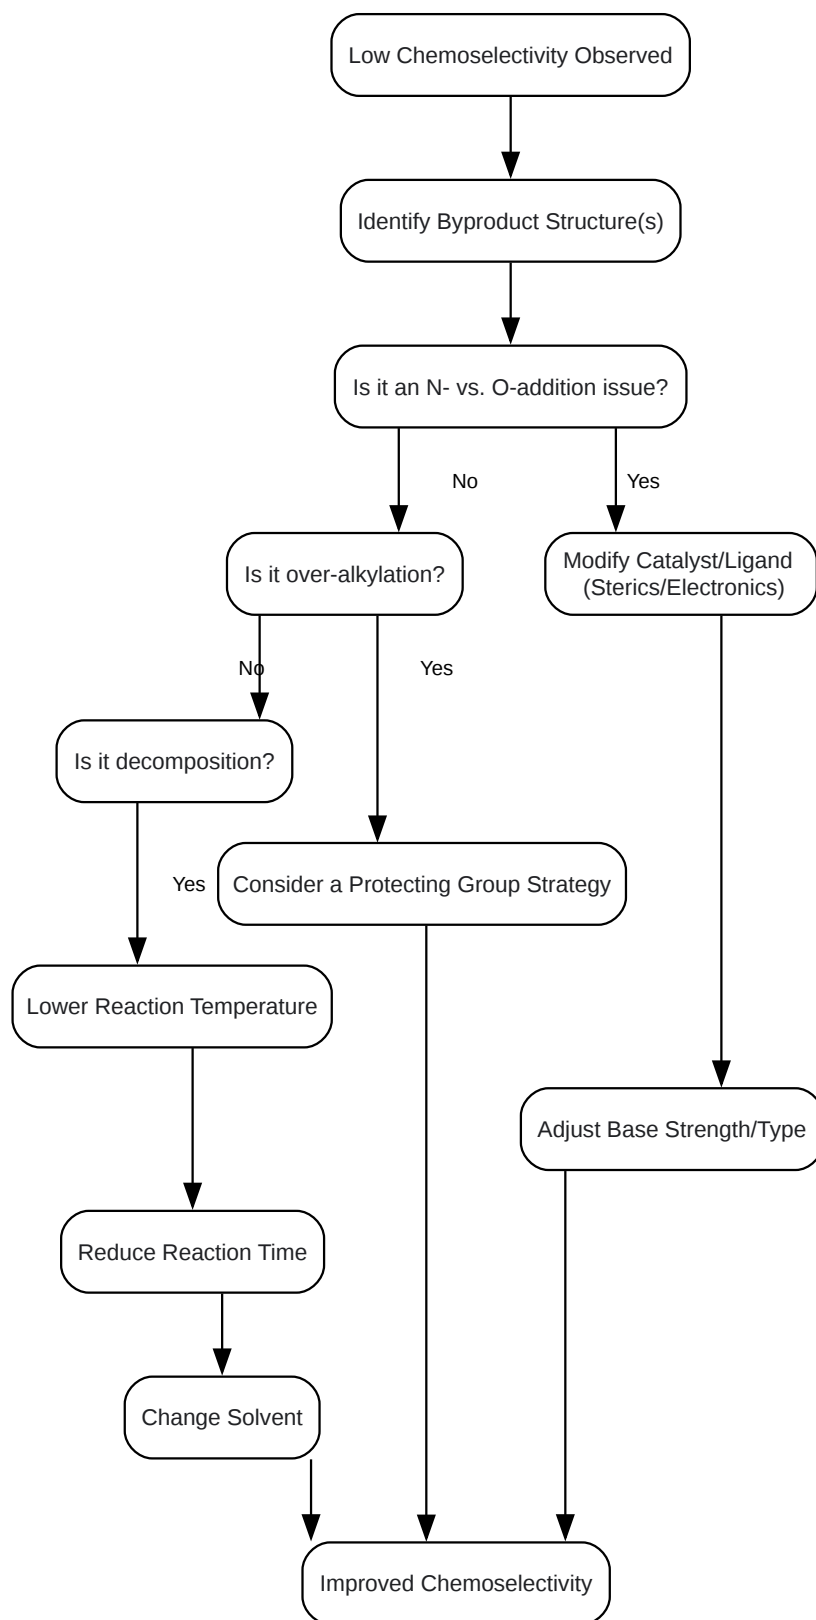 Low Chemoselectivity Observed
Identify Byproduct Structure(s)
Is it an N- vs. O-addition issue?
No
Yes
Is it over-alkylation?
Modify Catalyst/Ligand
(Sterics/Electronics)
No
Yes
Is it decomposition?
Yes
Consider a Protecting Group Strategy
Lower Reaction Temperature
Adjust Base Strength/Type
Reduce Reaction Time
Change Solvent
Improved Chemoselectivity